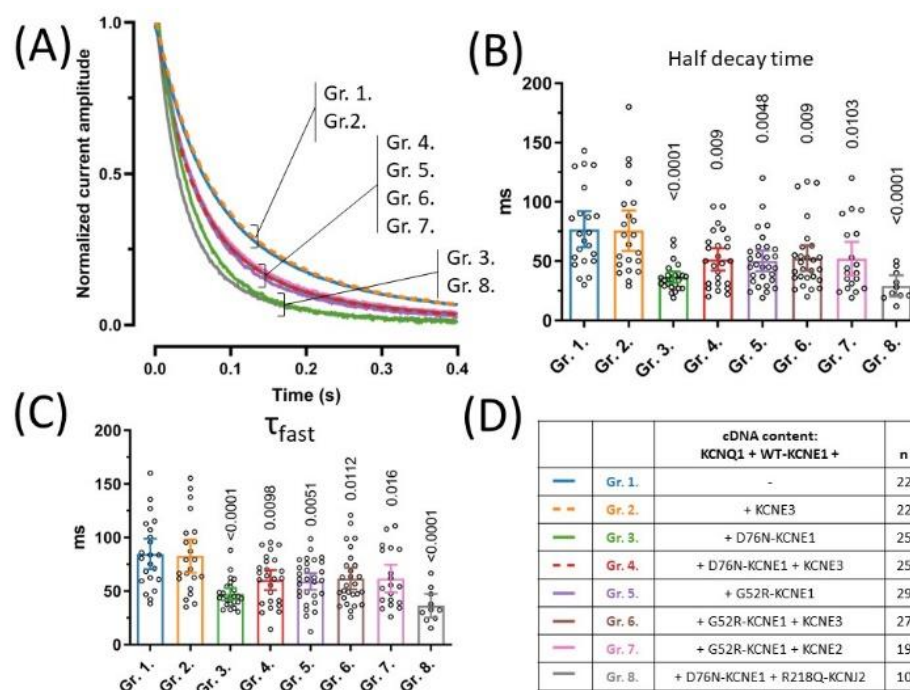 (A)
Normalized current amplitude
1.0
0.5
0.0
0.0 0.1 0.2 0.3 0.4
Time (s)
Gr. 1.
Gr.2.
Gr. 4.
Gr. 5.
Gr. 6.
Gr. 7.
Gr. 3.
Gr. 8.
(B)
Half decay time
ms
200
150
100
50
0
<0.0001
0.009
0.0048
0.009
0.0103
<0.0001
Gr. 1. Gr. 2. Gr. 3. Gr. 4. Gr. 5. Gr. 6. Gr. 7. Gr. 8.
(C)
τfast
ms
200
150
100
50
0
<0.0001
0.0098
0.0051
0.0112
0.016
<0.0001
Gr. 1. Gr. 2. Gr. 3. Gr. 4. Gr. 5. Gr. 6. Gr. 7. Gr. 8.
(D)
cDNA content:
KCNQ1 + WT-KCNE1 + n
Gr. 1. - 22
Gr. 2. + KCNE3 22
Gr. 3. + D76N-KCNE1 25
Gr. 4. + D76N-KCNE1 + KCNE3 25
Gr. 5. + G52R-KCNE1 29
Gr. 6. + G52R-KCNE1 + KCNE3 27
Gr. 7. + G52R-KCNE1 + KCNE2 19
Gr. 8. + D76N-KCNE1 + R218Q-KCNJ2 10